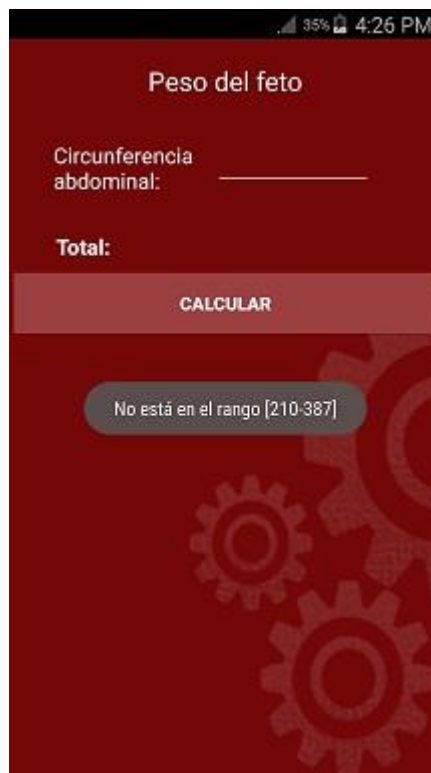 35% 4:26 PM
Peso del feto
Circunferencia
abdominal:
Total:
CALCULAR
No está en el rango [210-387]